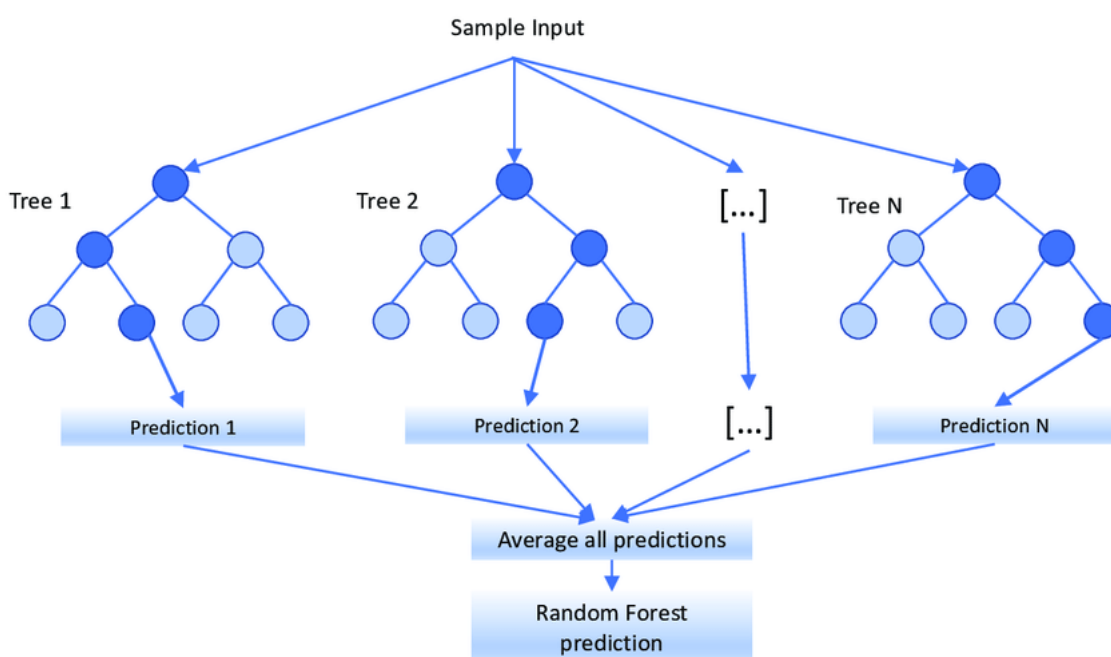 Sample Input
Tree 1
Tree 2
[...]
Tree N
Prediction 1
Prediction 2
[...]
Prediction N
Average all predictions
Random Forest
prediction